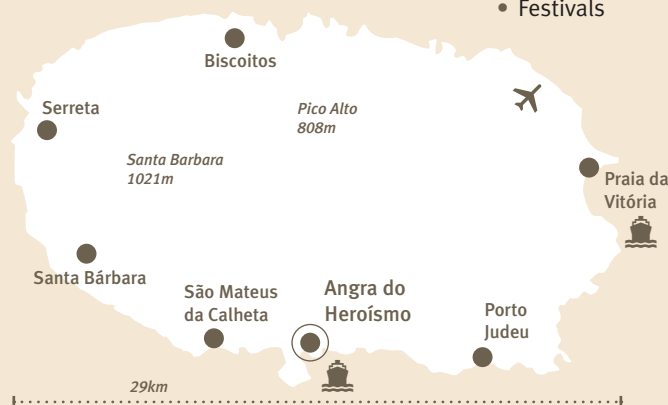 • Festivals
Biscoitos
Serreta
Pico Alto
808m
Santa Barbara
1021m
Praia da
Vitória
Santa Bárbara
São Mateus
da Calheta
Angra do
Heroísmo
Porto
Judeu
29km